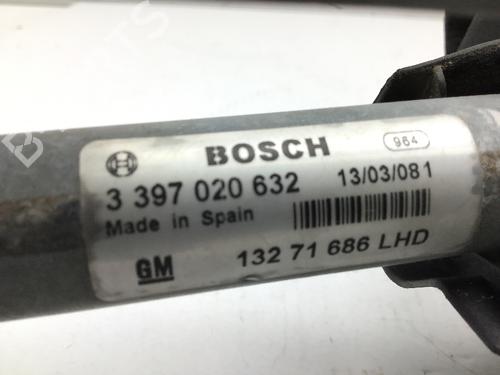 BOSCH
964
3 397 020 632
13/03/081
Made in Spain
GM
132 71 686 LHD